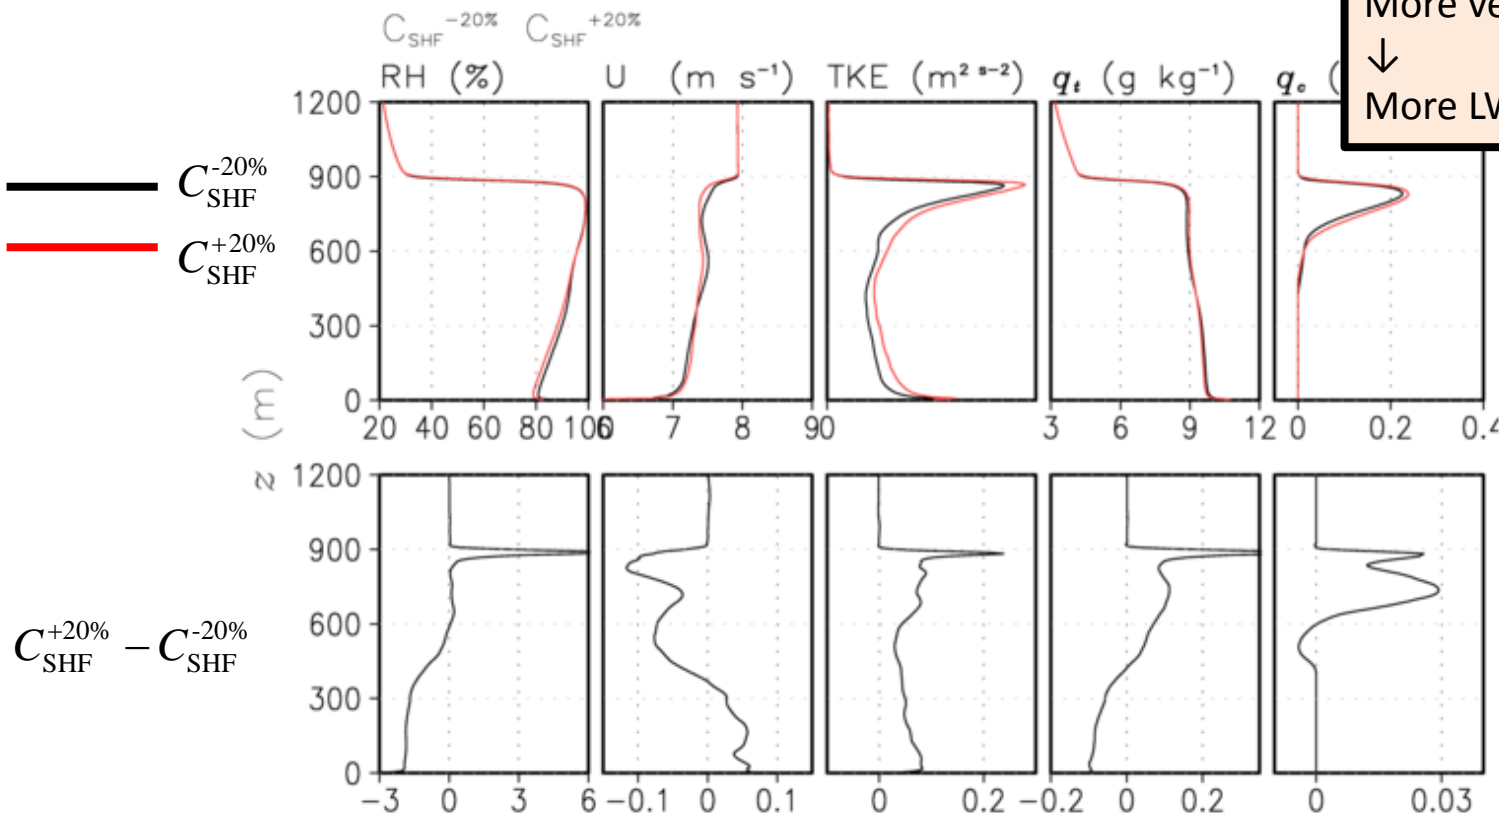 More
↓
More
C_SHF^-20% C_SHF^+20%
RH (%) U (m s⁻¹) TKE (m² s⁻²) q_t (g kg⁻¹) q_c (
1200
900
600
300
0
C_SHF^-20%
C_SHF^+20%
z (m)
20 40 60 80 100
6 7 8 9
0
3 6 9 12
0 0.2 0.4
1200
900
600
300
0
C_SHF^+20% − C_SHF^-20%
−3 0 3 6
−0.1 0 0.1
0 0.2
−0.2 0 0.2
0 0.03